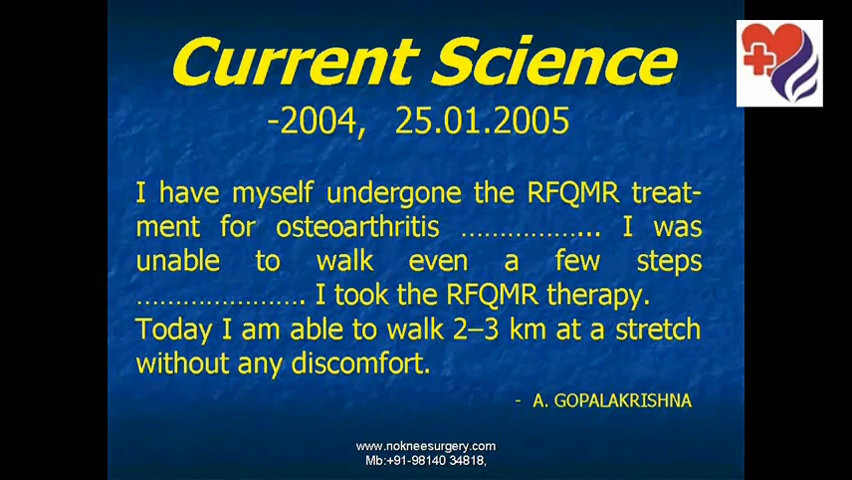 Current Science
-2004, 25.01.2005
I have myself undergone the RFQMR treat-
ment for osteoarthritis ……………... I was
unable to walk even a few steps
…………………. I took the RFQMR therapy.
Today I am able to walk 2–3 km at a stretch
without any discomfort.
- A. GOPALAKRISHNA
www.nokneesurgery.com
Mb:+91-98140 34818,